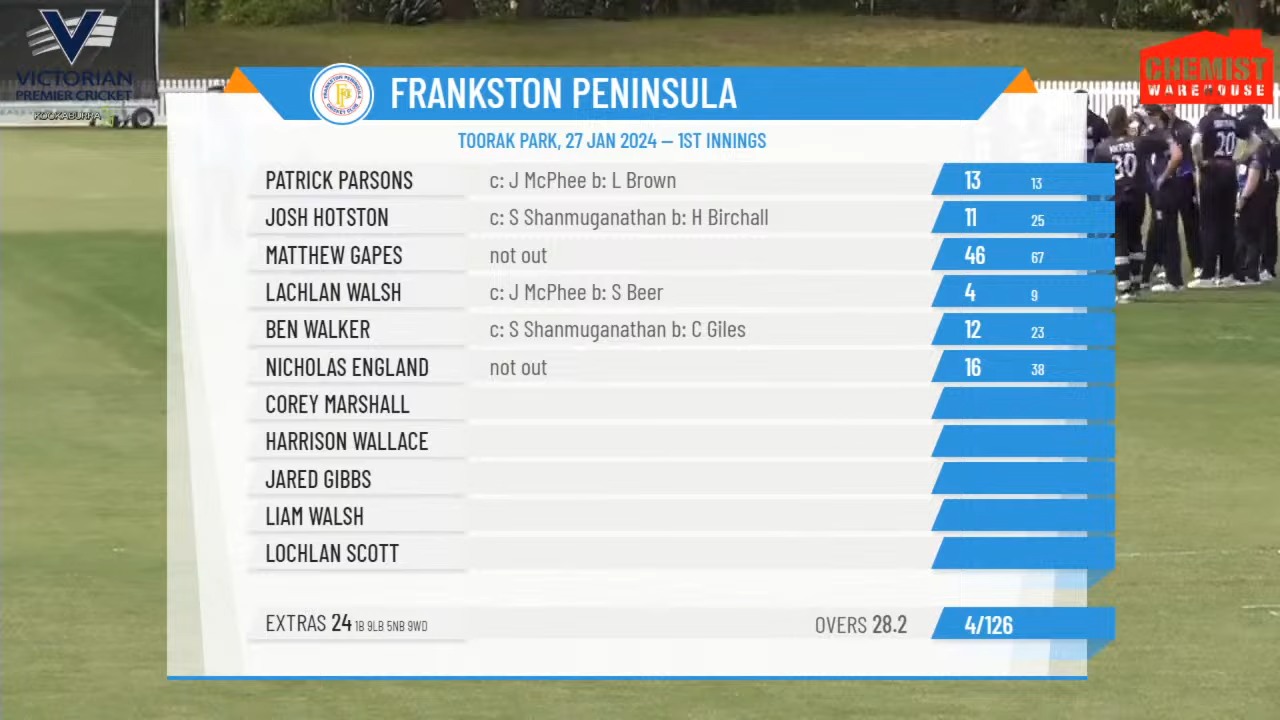 VICTORIAN
PREMIER CRICKET
KOOKABURRA
CHEMIST
WAREHOUSE
FRANKSTON PENINSULA
TOORAK PARK, 27 JAN 2024 – 1ST INNINGS
PATRICK PARSONS c: J McPhee b: L Brown 13 13
JOSH HOTSTON c: S Shanmuganathan b: H Birchall 11 25
MATTHEW GAPES not out 46 67
LACHLAN WALSH c: J McPhee b: S Beer 4 9
BEN WALKER c: S Shanmuganathan b: C Giles 12 23
NICHOLAS ENGLAND not out 16 38
COREY MARSHALL
HARRISON WALLACE
JARED GIBBS
LIAM WALSH
LOCHLAN SCOTT
EXTRAS 24 1B 9LB 5NB 9WD OVERS 28.2 4/126
30
20